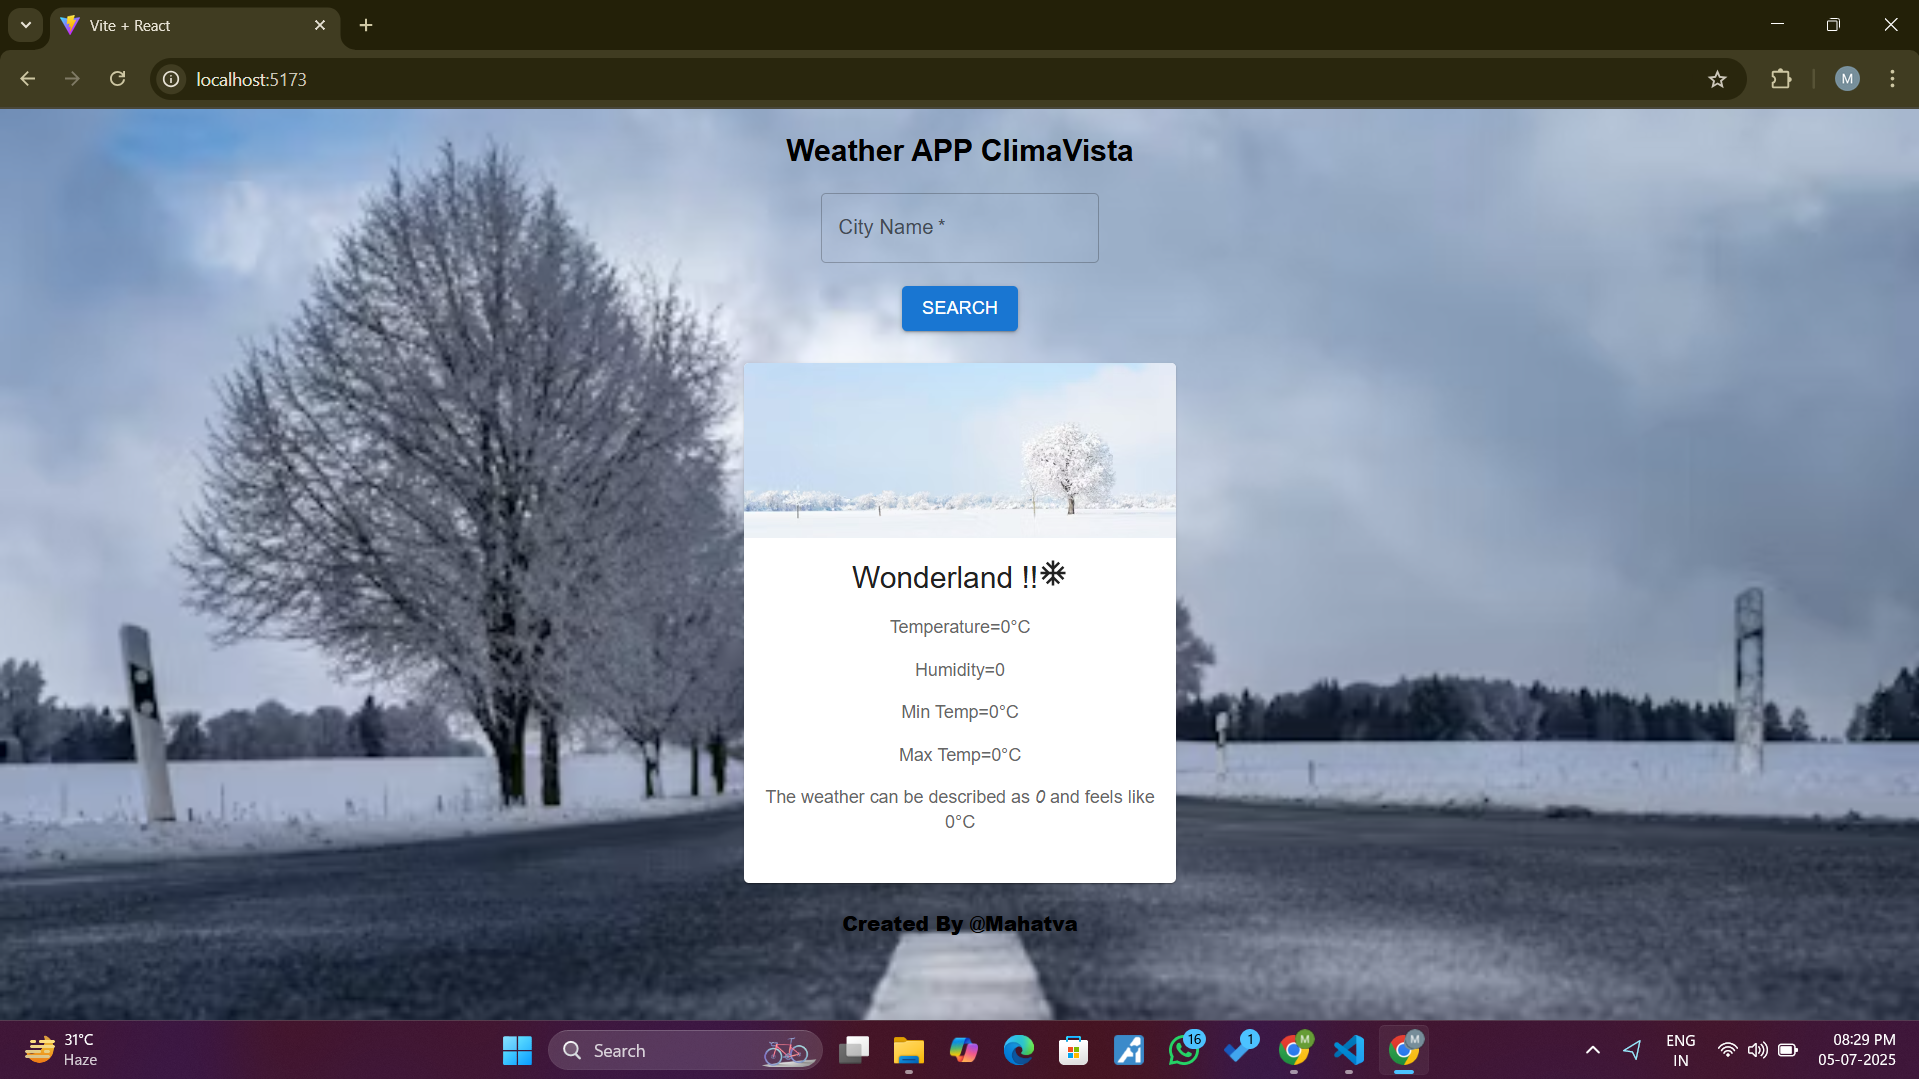 Vite + React
localhost:5173
M
Weather APP ClimaVista
City Name *
SEARCH
Wonderland !!
Temperature=0°C
Humidity=0
Min Temp=0°C
Max Temp=0°C
The weather can be described as 0 and feels like
0°C
Created By @Mahatva
31°C
Haze
Search
16
1
M
M
ENG
IN
08:29 PM
05-07-2025